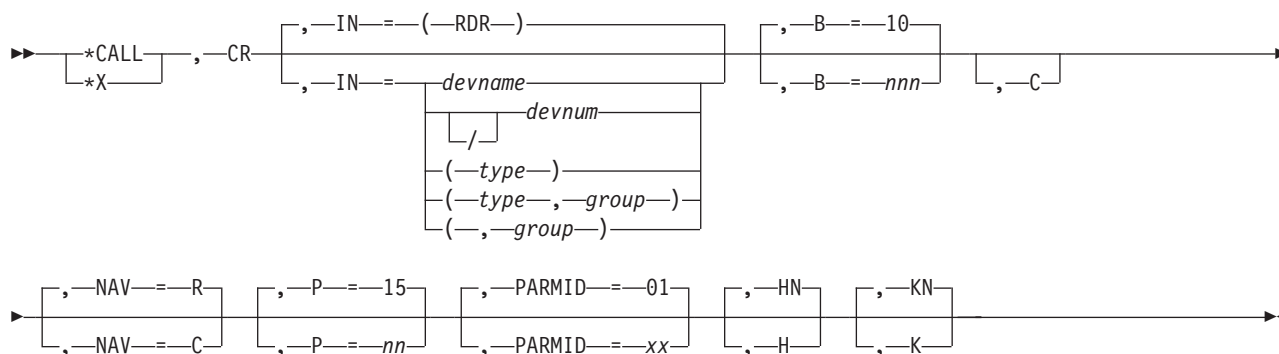 , IN = ( RDR )
, B = 10
*CALL , CR
*X
, IN = devname
, B = nnn
, C
devnum
/
( type )
( type , group )
( , group )
, NAV = R
, P = 15
, PARMID = 01
, HN
, KN
, NAV = C
, P = nn
, PARMID = xx
, H
, K